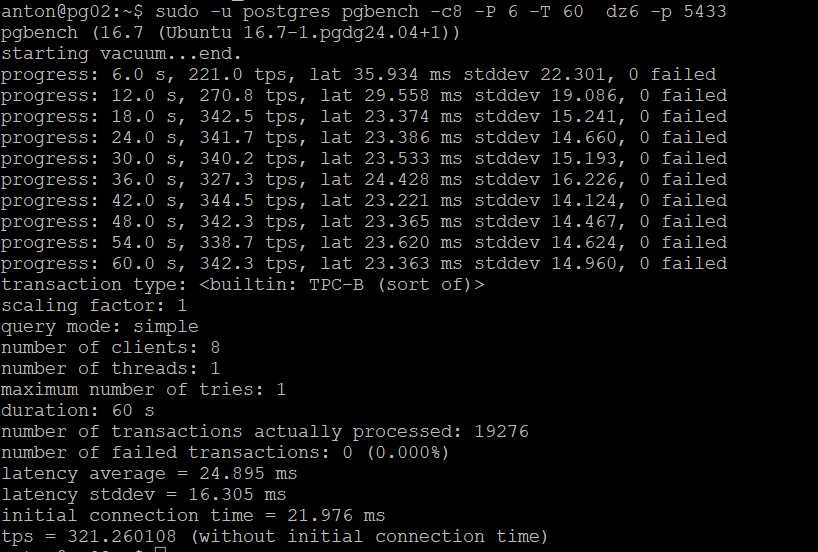 anton@pg02:~$ sudo -u postgres pgbench -c8 -P 6 -T 60  dz6 -p 5433
pgbench (16.7 (Ubuntu 16.7-1.pgdg24.04+1))
starting vacuum...end.
progress: 6.0 s, 221.0 tps, lat 35.934 ms stddev 22.301, 0 failed
progress: 12.0 s, 270.8 tps, lat 29.558 ms stddev 19.086, 0 failed
progress: 18.0 s, 342.5 tps, lat 23.374 ms stddev 15.241, 0 failed
progress: 24.0 s, 341.7 tps, lat 23.386 ms stddev 14.660, 0 failed
progress: 30.0 s, 340.2 tps, lat 23.533 ms stddev 15.193, 0 failed
progress: 36.0 s, 327.3 tps, lat 24.428 ms stddev 16.226, 0 failed
progress: 42.0 s, 344.5 tps, lat 23.221 ms stddev 14.124, 0 failed
progress: 48.0 s, 342.3 tps, lat 23.365 ms stddev 14.467, 0 failed
progress: 54.0 s, 338.7 tps, lat 23.620 ms stddev 14.624, 0 failed
progress: 60.0 s, 342.3 tps, lat 23.363 ms stddev 14.960, 0 failed
transaction type: <builtin: TPC-B (sort of)>
scaling factor: 1
query mode: simple
number of clients: 8
number of threads: 1
maximum number of tries: 1
duration: 60 s
number of transactions actually processed: 19276
number of failed transactions: 0 (0.000%)
latency average = 24.895 ms
latency stddev = 16.305 ms
initial connection time = 21.976 ms
tps = 321.260108 (without initial connection time)